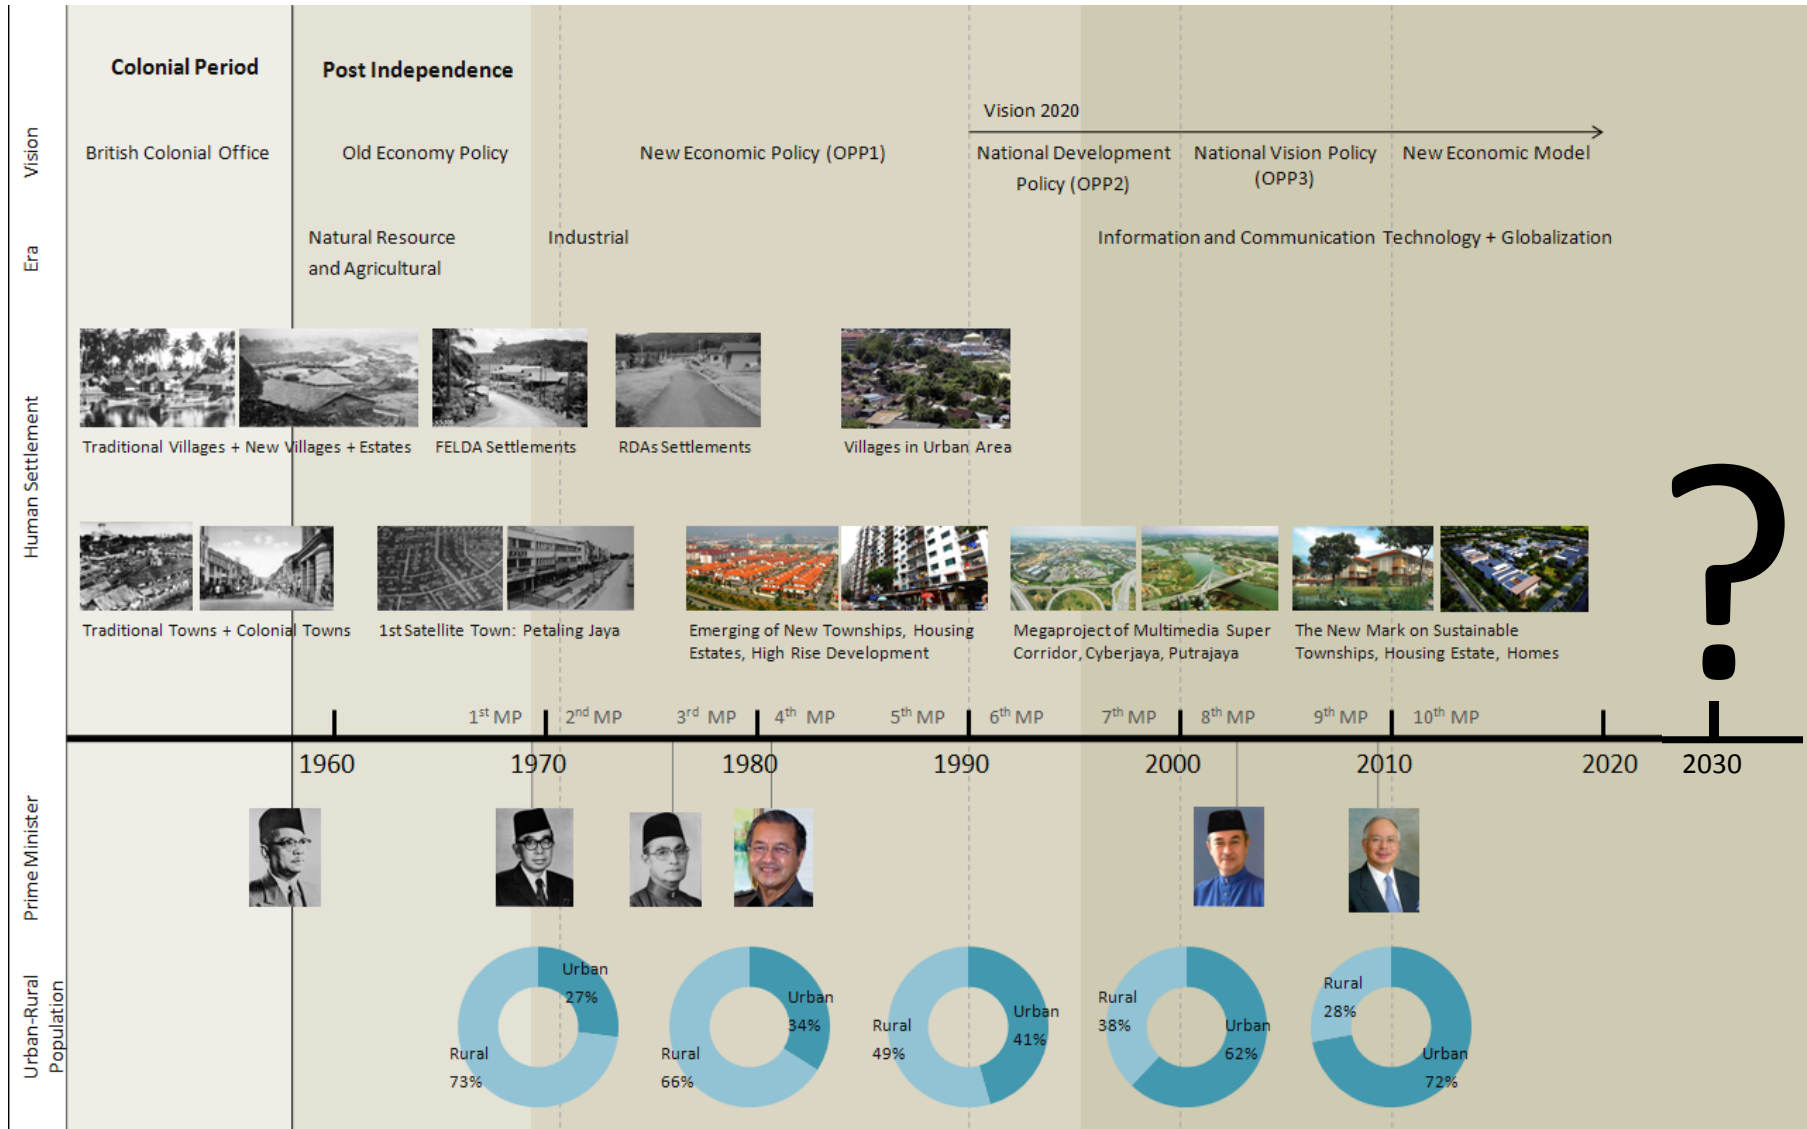 Colonial Period
Post Independence
Vision 2020
Vision
British Colonial Office
Old Economy Policy
New Economic Policy (OPP1)
National Development
Policy (OPP2)
National Vision Policy
(OPP3)
New Economic Model
Era
Natural Resource
and Agricultural
Industrial
Information and Communication Technology + Globalization
Human Settlement
Traditional Villages + New Villages + Estates
FELDA Settlements
RDAs Settlements
Villages in Urban Area
Traditional Towns + Colonial Towns
1st Satellite Town: Petaling Jaya
Emerging of New Townships, Housing
Estates, High Rise Development
Megaproject of Multimedia Super
Corridor, Cyberjaya, Putrajaya
The New Mark on Sustainable
Townships, Housing Estate, Homes
?
1st MP
2nd MP
3rd MP
4th MP
5th MP
6th MP
7th MP
8th MP
9th MP
10th MP
1960
1970
1980
1990
2000
2010
2020
2030
Prime Minister
Urban-Rural
Population
Urban
27%
Rural
73%
Urban
34%
Rural
66%
Urban
41%
Rural
49%
Rural
38%
Urban
62%
Rural
28%
Urban
72%